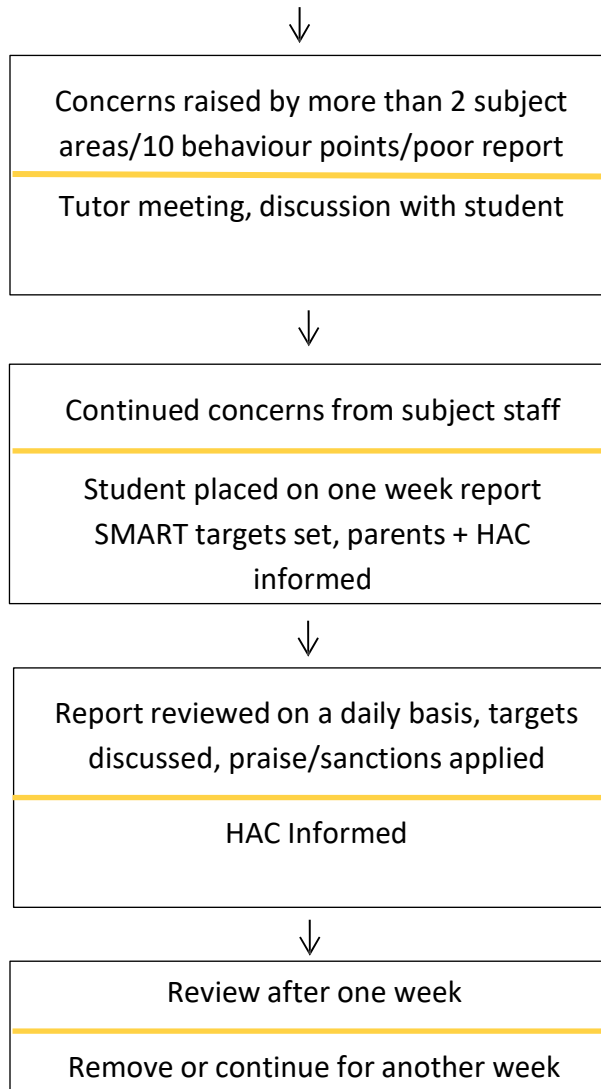 Concerns raised by more than 2 subject
areas/10 behaviour points/poor report
Tutor meeting, discussion with student
Continued concerns from subject staff
Student placed on one week report
SMART targets set, parents + HAC
informed
Report reviewed on a daily basis, targets
discussed, praise/sanctions applied
HAC Informed
Review after one week
Remove or continue for another week